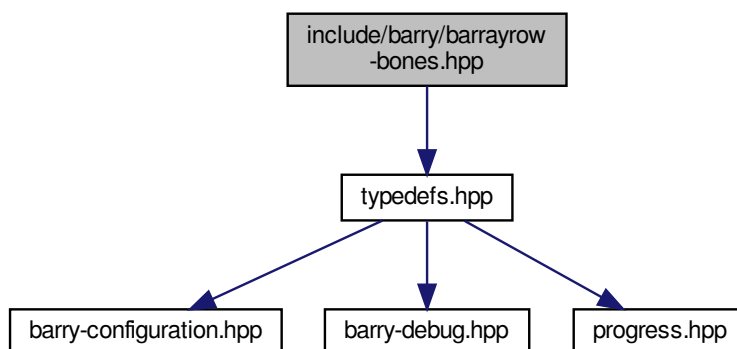 include/barry/barrayrow
-bones.hpp
typedefs.hpp
barry-configuration.hpp
barry-debug.hpp
progress.hpp